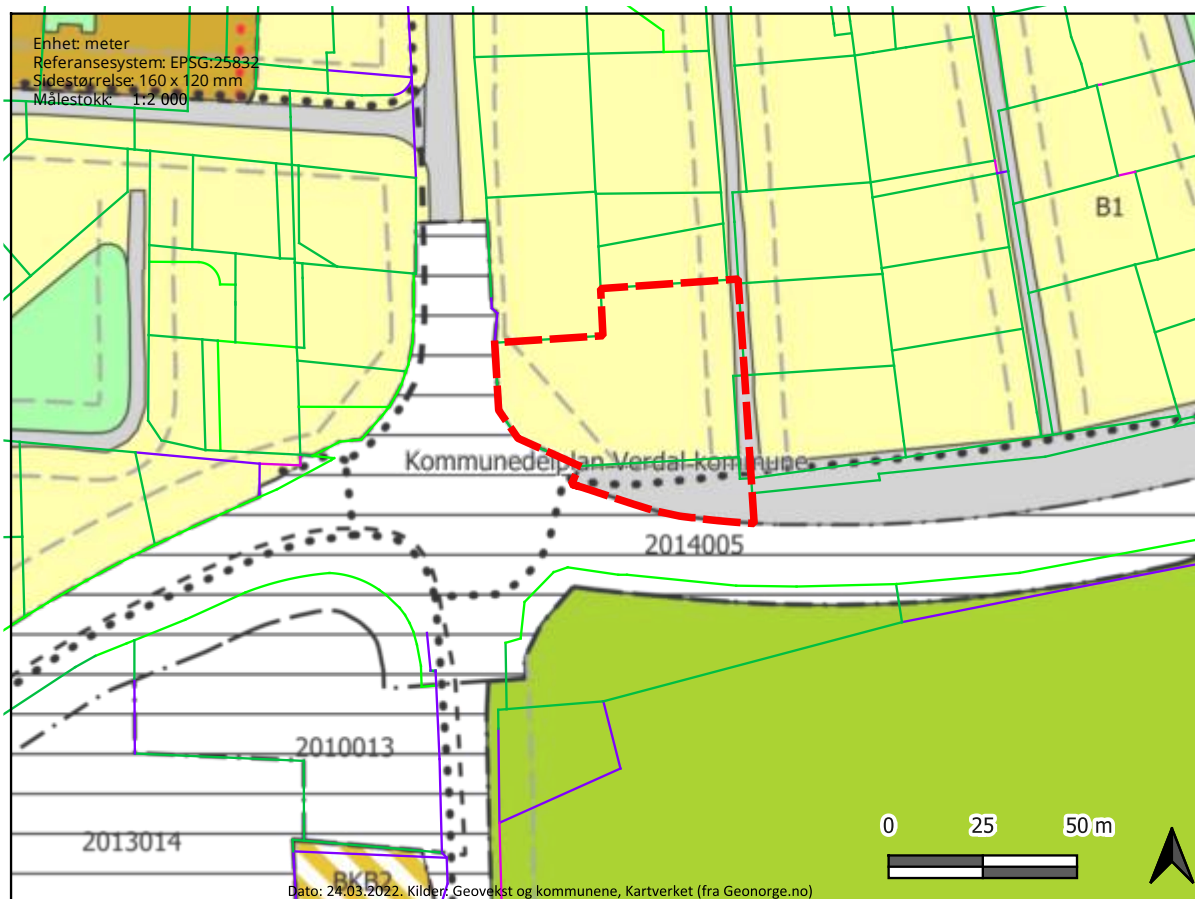 Enhet: meter
Referansesystem: EPSG:25832
Sidestørrelse: 160 x 120 mm
Målestokk: 1:2 000
B1
Kommunedelplan Verdal kommune
2014005
2010013
2013014
BKB2
0 25 50 m
Dato: 24.03.2022. Kilder: Geovekst og kommunene, Kartverket (fra Geonorge.no)